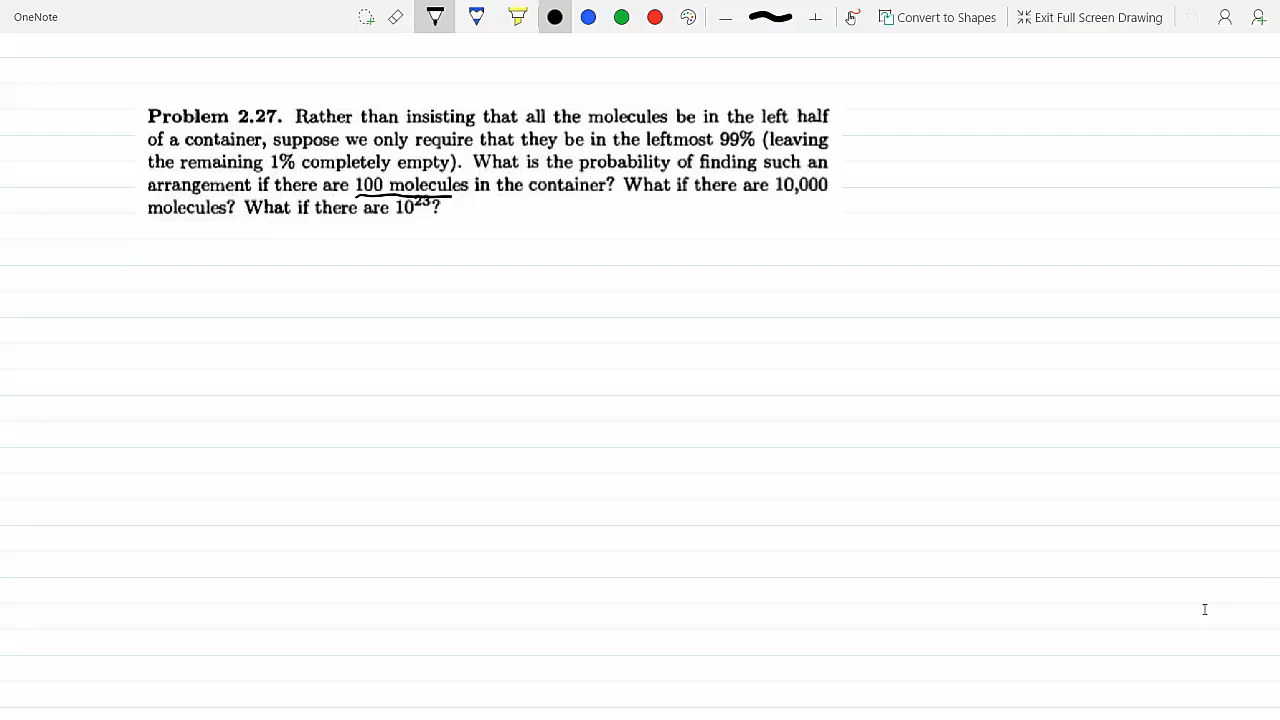 OneNote
Convert to Shapes
Exit Full Screen Drawing
Problem 2.27. Rather than insisting that all the molecules be in the left half
of a container, suppose we only require that they be in the leftmost 99% (leaving
the remaining 1% completely empty). What is the probability of finding such an
arrangement if there are 100 molecules in the container? What if there are 10,000
molecules? What if there are 10²³?